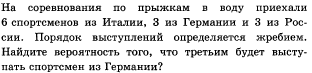 На соревнования по прыжкам в воду приехали
6 спортсменов из Италии, 3 из Германии и 3 из Рос-
сии. Порядок выступлений определяется жребием.
Найдите вероятность того, что третьим будет высту-
пать спортсмен из Германии?